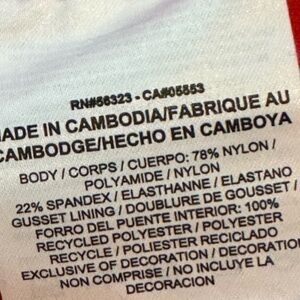 RN#56323 - CA#05553
MADE IN CAMBODIA/FABRIQUE AU
CAMBODGE/HECHO EN CAMBOYA
BODY / CORPS / CUERPO: 78% NYLON /
POLYAMIDE / NYLON
22% SPANDEX / ELASTHANNE / ELASTANO
GUSSET LINING / DOUBLURE DE GOUSSET /
FORRO DEL PUENTE INTERIOR: 100%
RECYCLED POLYESTER / POLYESTER
RECYCLE / POLIESTER RECICLADO
EXCLUSIVE OF DECORATION / DECORATION
NON COMPRISE / NO INCLUYE LA
DECORACION